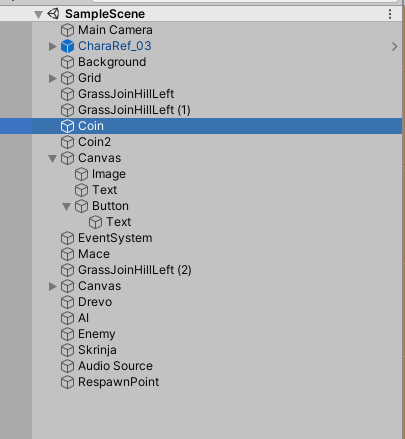 SampleScene
Main Camera
CharaRef_03
Background
Grid
GrassJoinHillLeft
GrassJoinHillLeft (1)
Coin
Coin2
Canvas
Image
Text
Button
Text
EventSystem
Mace
GrassJoinHillLeft (2)
Canvas
Drevo
AI
Enemy
Skrinja
Audio Source
RespawnPoint